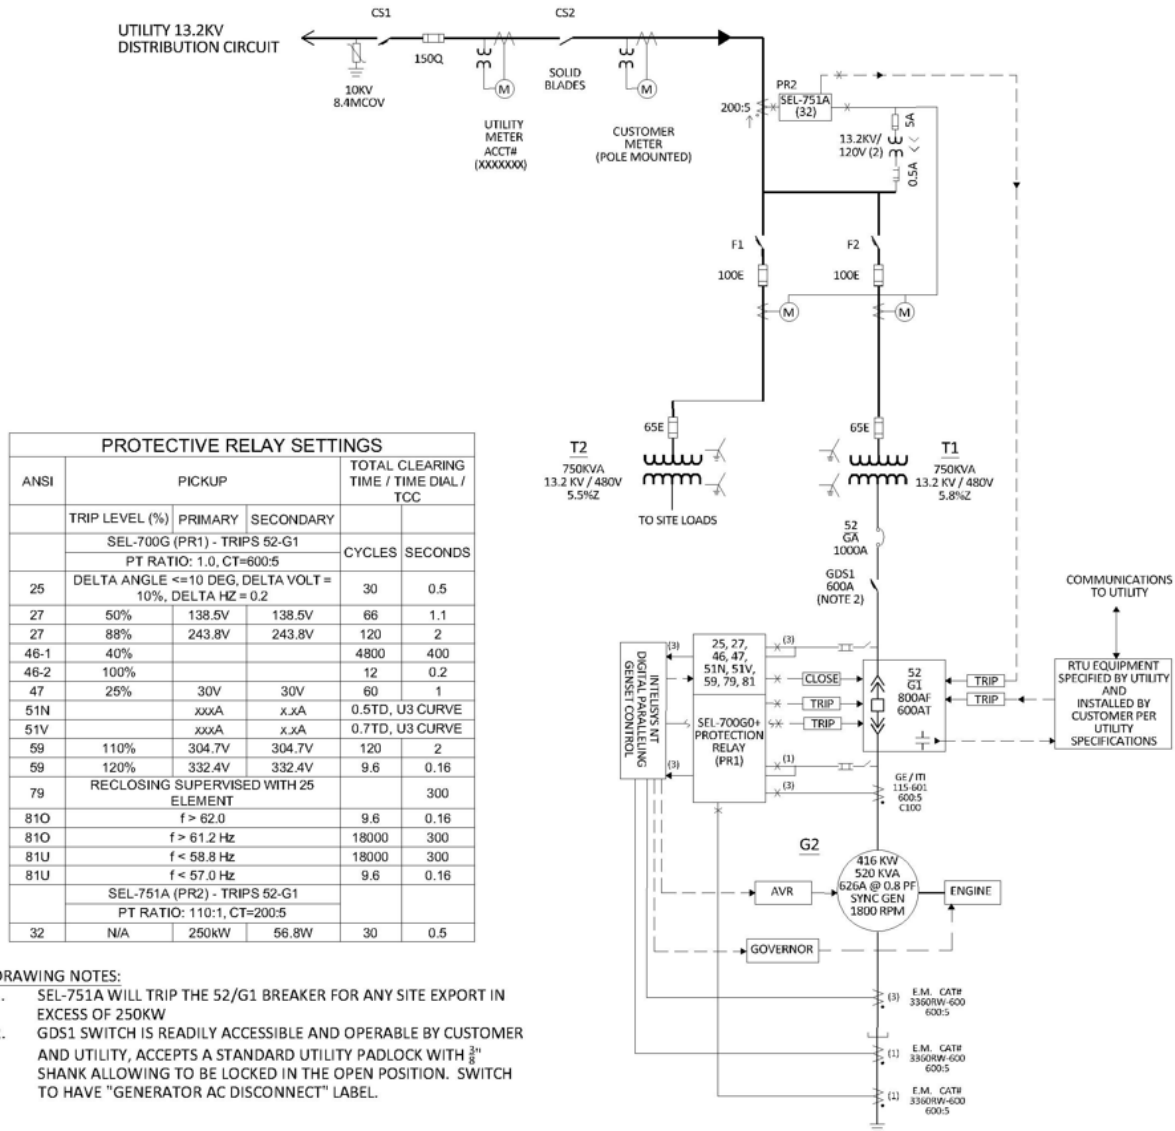 CS1
CS2
UTILITY 13.2KV
DISTRIBUTION CIRCUIT
150Q
10KV
8.4MCOV
M
SOLID
BLADES
M
UTILITY
METER
ACCT#
(XXXXXXX)
CUSTOMER
METER
(POLE MOUNTED)
PR2
SEL-751A
(32)
200:5
5A
13.2KV/
120V (2)
0.5A
F1
F2
100E
100E
M
M
65E
65E
T2
750KVA
13.2 KV / 480V
5.5%Z
T1
750KVA
13.2 KV / 480V
5.8%Z
TO SITE LOADS
52
GA
1000A
GDS1
600A
(NOTE 2)
COMMUNICATIONS
TO UTILITY
INTELISYS NT
DIGITAL PARALLELING
GENSET CONTROL
(3)
25, 27,
46, 47,
51N, 51V,
59, 79, 81
(3)
CLOSE
TRIP
TRIP
SEL-700G0+
PROTECTION
RELAY
(PR1)
(3)
(1)
(3)
52
G1
800AF
600AT
TRIP
TRIP
RTU EQUIPMENT
SPECIFIED BY UTILITY
AND
INSTALLED BY
CUSTOMER PER
UTILITY
SPECIFICATIONS
GE / ITI
115-601
600:5
C100
G2
416 KW
520 KVA
626A @ 0.8 PF
SYNC GEN
1800 RPM
AVR
ENGINE
GOVERNOR
(3)
E.M. CAT#
3360RW-600
600:5
(1)
E.M. CAT#
3360RW-600
600:5
(1)
E.M. CAT#
3360RW-600
600:5
PROTECTIVE RELAY SETTINGS
ANSI PICKUP TOTAL CLEARING TIME / TIME DIAL / TCC
TRIP LEVEL (%) PRIMARY SECONDARY
SEL-700G (PR1) - TRIPS 52-G1 CYCLES SECONDS
PT RATIO: 1.0, CT=600:5
25 DELTA ANGLE <=10 DEG, DELTA VOLT = 10%, DELTA HZ = 0.2 30 0.5
27 50% 138.5V 138.5V 66 1.1
27 88% 243.8V 243.8V 120 2
46-1 40% 4800 400
46-2 100% 12 0.2
47 25% 30V 30V 60 1
51N xxxA x.xA 0.5TD, U3 CURVE
51V xxxA x.xA 0.7TD, U3 CURVE
59 110% 304.7V 304.7V 120 2
59 120% 332.4V 332.4V 9.6 0.16
79 RECLOSING SUPERVISED WITH 25 ELEMENT 300
81O f > 62.0 9.6 0.16
81O f > 61.2 Hz 18000 300
81U f < 58.8 Hz 18000 300
81U f < 57.0 Hz 9.6 0.16
SEL-751A (PR2) - TRIPS 52-G1
PT RATIO: 110:1, CT=200:5
32 N/A 250kW 56.8W 30 0.5
DRAWING NOTES:
SEL-751A WILL TRIP THE 52/G1 BREAKER FOR ANY SITE EXPORT IN
EXCESS OF 250KW
GDS1 SWITCH IS READILY ACCESSIBLE AND OPERABLE BY CUSTOMER
AND UTILITY, ACCEPTS A STANDARD UTILITY PADLOCK WITH 3/8"
SHANK ALLOWING TO BE LOCKED IN THE OPEN POSITION. SWITCH
TO HAVE "GENERATOR AC DISCONNECT" LABEL.